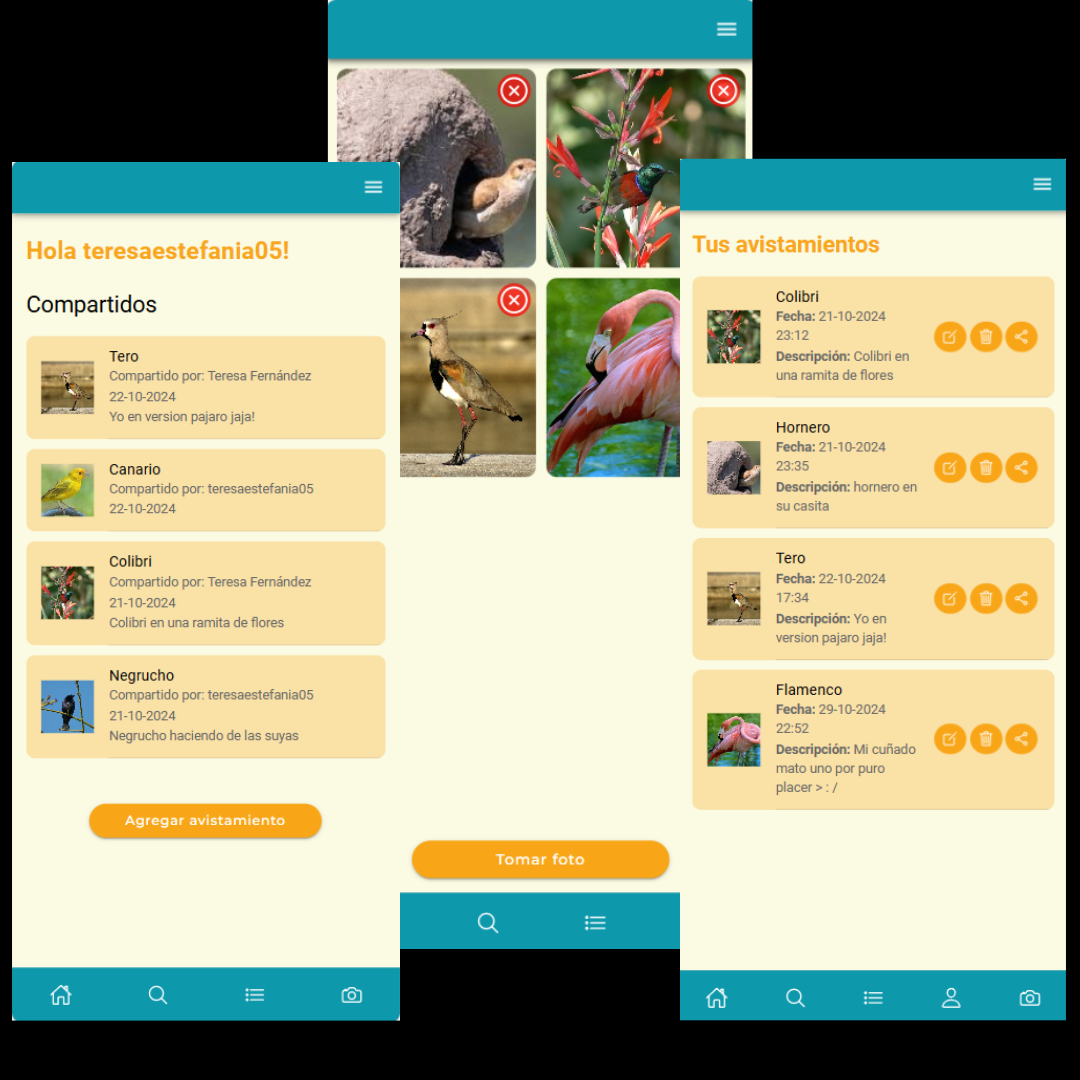 Hola teresaestefania05!
Compartidos
Tero
Compartido por: Teresa Fernández
22-10-2024
Yo en version pajaro jaja!
Canario
Compartido por: teresaestefania05
22-10-2024
Colibri
Compartido por: Teresa Fernández
21-10-2024
Colibri en una ramita de flores
Negrucho
Compartido por: teresaestefania05
21-10-2024
Negrucho haciendo de las suyas
Agregar avistamiento
Tomar foto
Tus avistamientos
Colibri
Fecha: 21-10-2024
23:12
Descripción: Colibri en
una ramita de flores
Hornero
Fecha: 21-10-2024
23:35
Descripción: hornero en
su casita
Tero
Fecha: 22-10-2024
17:34
Descripción: Yo en
version pajaro jaja!
Flamenco
Fecha: 29-10-2024
22:52
Descripción: Mi cuñado
mato uno por puro
placer > : /